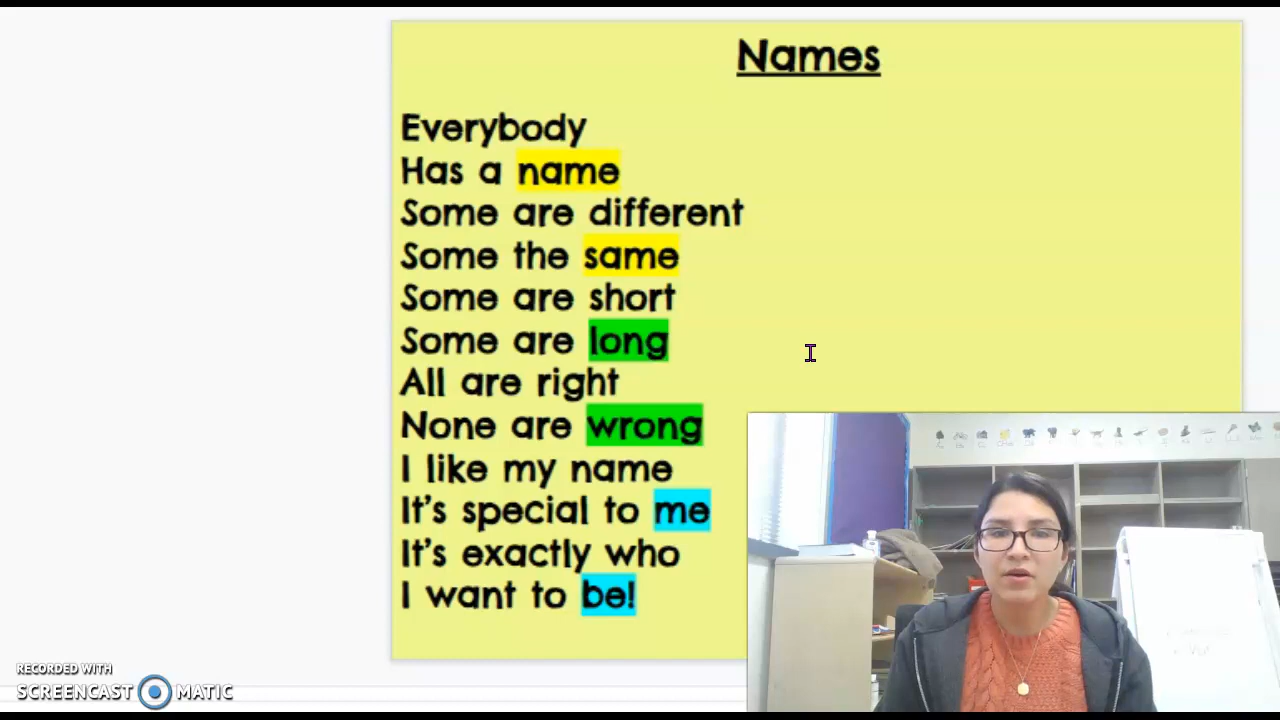 Names
Everybody
Has a name
Some are different
Some the same
Some are short
Some are long
All are right
None are wrong
I like my name
It's special to me
It's exactly who
I want to be!
RECORDED WITH
SCREENCAST MATIC